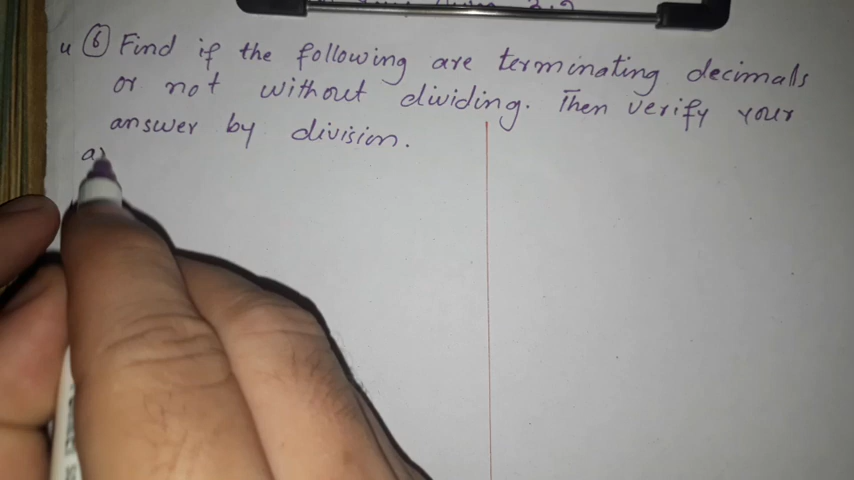 u 6 Find if the following are terminating decimals
or not without dividing. Then verify your
answer by division.
a)